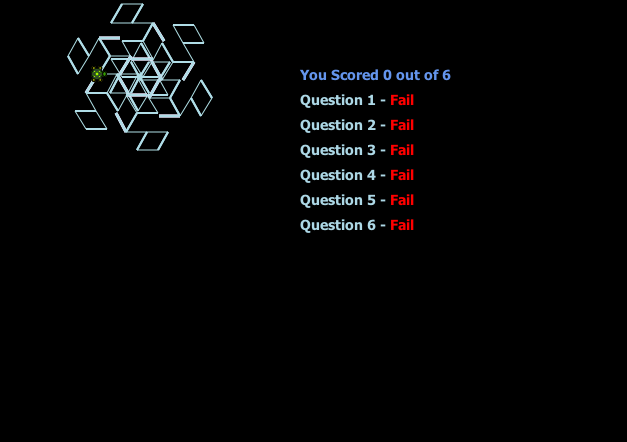 You Scored 0 out of 6
Question 1 - Fail
Question 2 - Fail
Question 3 - Fail
Question 4 - Fail
Question 5 - Fail
Question 6 - Fail